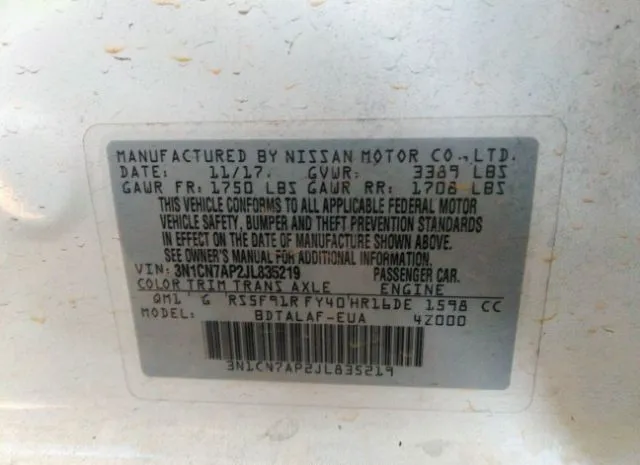 MANUFACTURED BY NISSAN MOTOR CO.,LTD.
DATE: 11/17. GVWR: 3389 LBS
GAWR FR: 1750 LBS GAWR RR: 1708 LBS
THIS VEHICLE CONFORMS TO ALL APPLICABLE FEDERAL MOTOR
VEHICLE SAFETY, BUMPER AND THEFT PREVENTION STANDARDS
IN EFFECT ON THE DATE OF MANUFACTURE SHOWN ABOVE.
SEE OWNER'S MANUAL FOR ADDITIONAL INFORMATION.
VIN: 3N1CN7AP2JL835219 PASSENGER CAR.
COLOR TRIM TRANS AXLE ENGINE
QM1 G RS5F91R FY40 HR16DE 1598 CC
MODEL: BDTALAF-EUA 42000
3N1CN7AP2JL835219